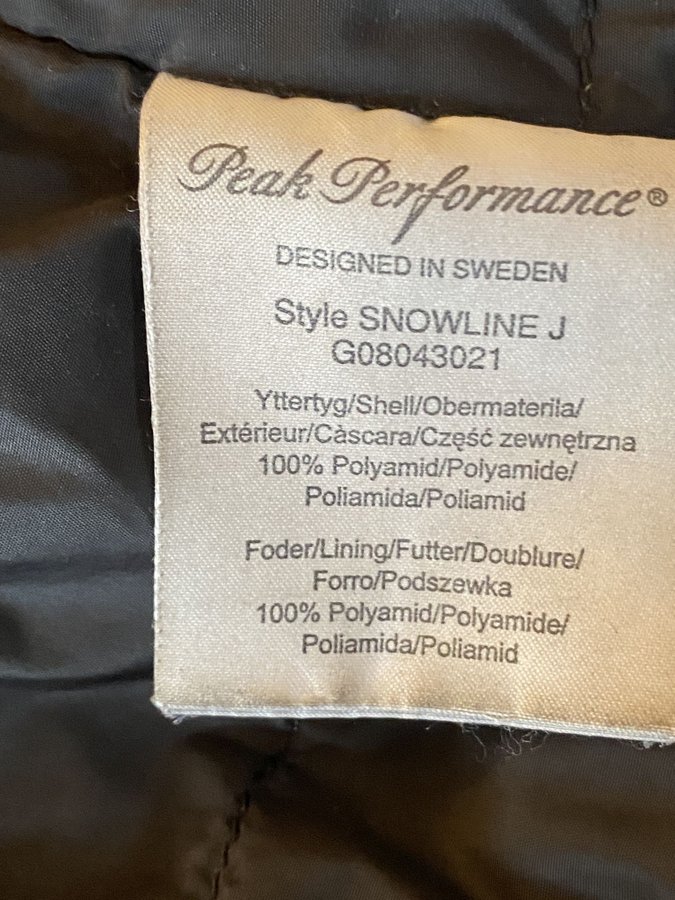 Peak Performance®
DESIGNED IN SWEDEN
Style SNOWLINE J
G08043021
Yttertyg/Shell/Obermaterila/
Extérieur/Càscara/Część zewnętrzna
100% Polyamid/Polyamide/
Poliamida/Poliamid
Foder/Lining/Futter/Doublure/
Forro/Podszewka
100% Polyamid/Polyamide/
Poliamida/Poliamid